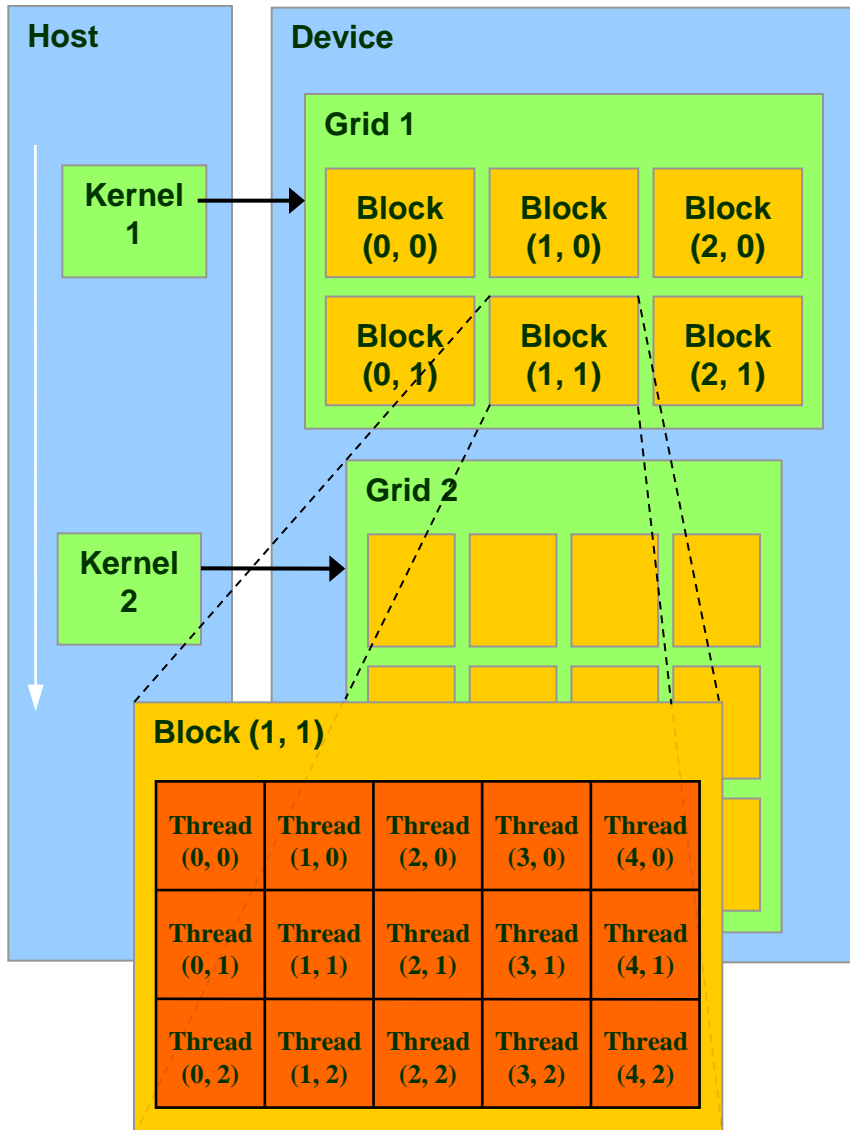 Host
Device
Grid 1
Kernel
1
Block
(0, 0)
Block
(1, 0)
Block
(2, 0)
Block
(0, 1)
Block
(1, 1)
Block
(2, 1)
Grid 2
Kernel
2
Block (1, 1)
Thread
(0, 0)
Thread
(1, 0)
Thread
(2, 0)
Thread
(3, 0)
Thread
(4, 0)
Thread
(0, 1)
Thread
(1, 1)
Thread
(2, 1)
Thread
(3, 1)
Thread
(4, 1)
Thread
(0, 2)
Thread
(1, 2)
Thread
(2, 2)
Thread
(3, 2)
Thread
(4, 2)